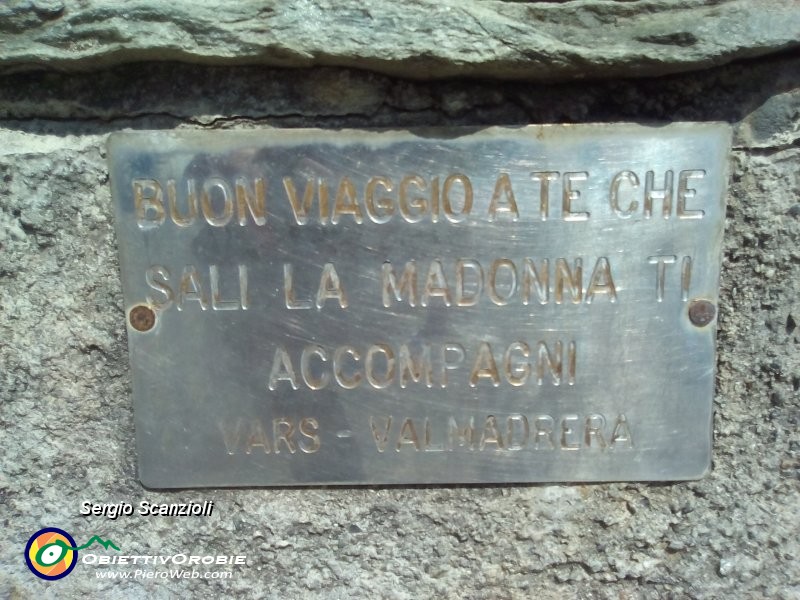 BUON VIAGGIO A TE CHE
SALI LA MADONNA TI
ACCOMPAGNI
VARS - VALMADRERA
Sergio Scanzioli
OBIETTIVOROBIE
www.PieroWeb.com